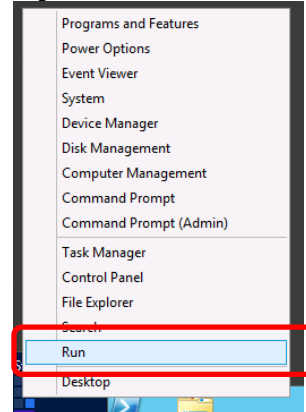 Programs and Features
Power Options
Event Viewer
System
Device Manager
Disk Management
Computer Management
Command Prompt
Command Prompt (Admin)
Task Manager
Control Panel
File Explorer
Search
Run
Desktop